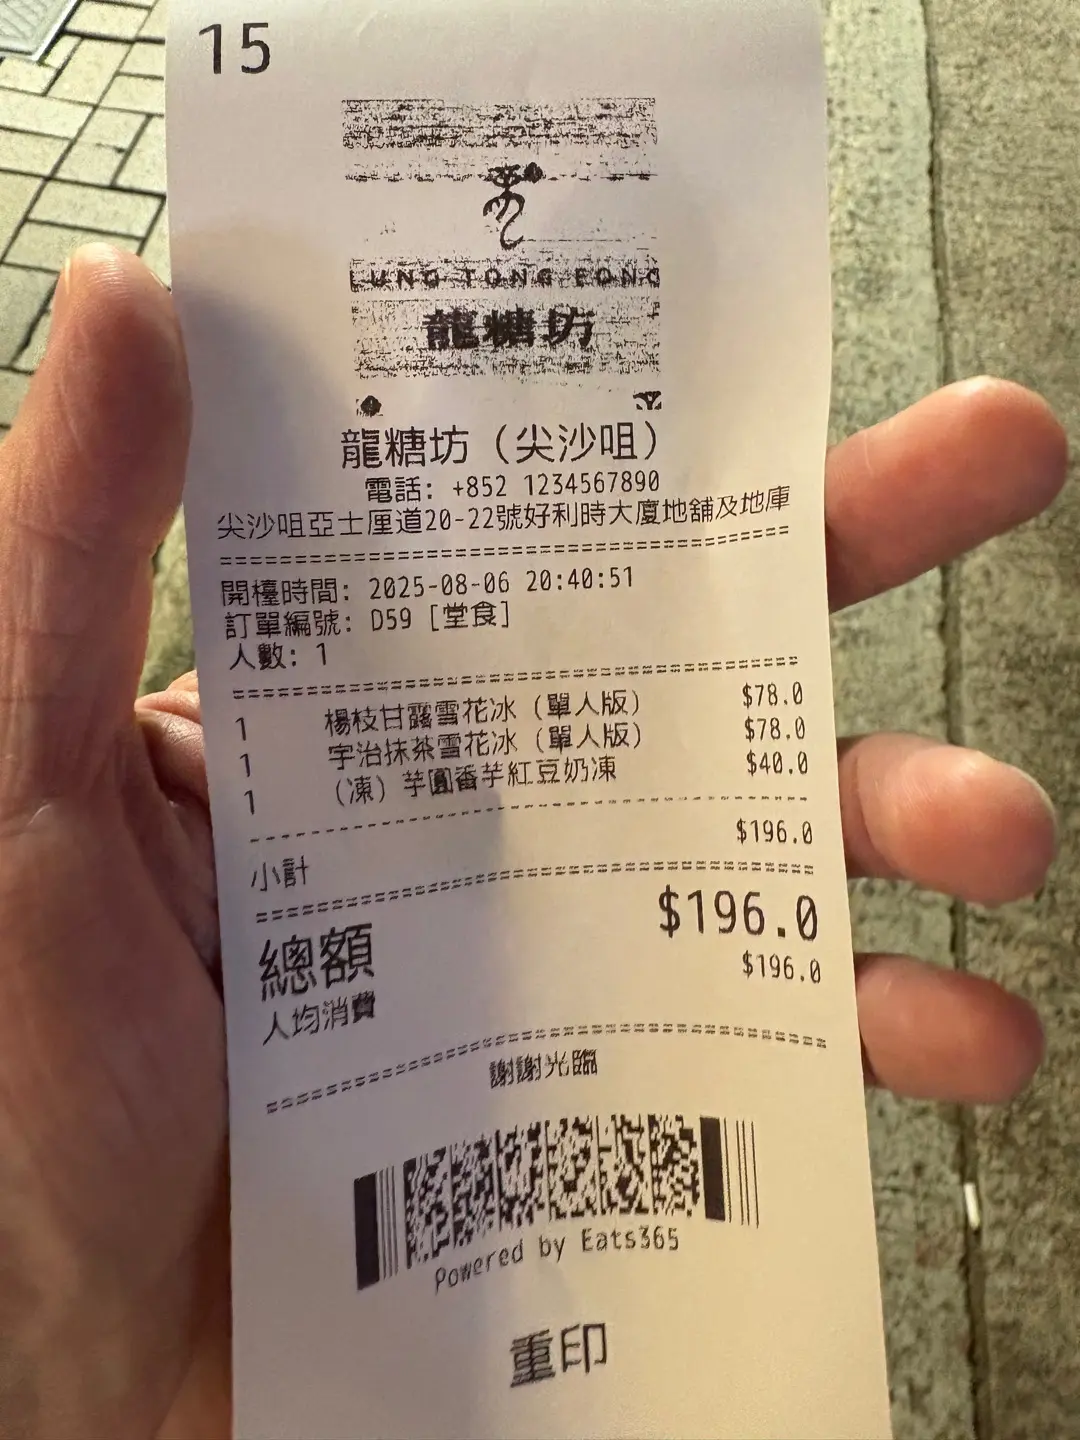 15
LUNG TONG FONG
龍糖坊
龍糖坊（尖沙咀）
電話: +852 1234567890
尖沙咀亞士厘道20-22號好利時大廈地舖及地庫
開檯時間: 2025-08-06 20:40:51
訂單編號: D59 [堂食]
人數: 1
1 楊枝甘露雪花冰（單人版） $78.0
1 宇治抹茶雪花冰（單人版） $78.0
1 （凍）芋圓番芋紅豆奶凍 $40.0
小計 $196.0
總額 $196.0
人均消費 $196.0
謝謝光臨
Powered by Eats365
重印